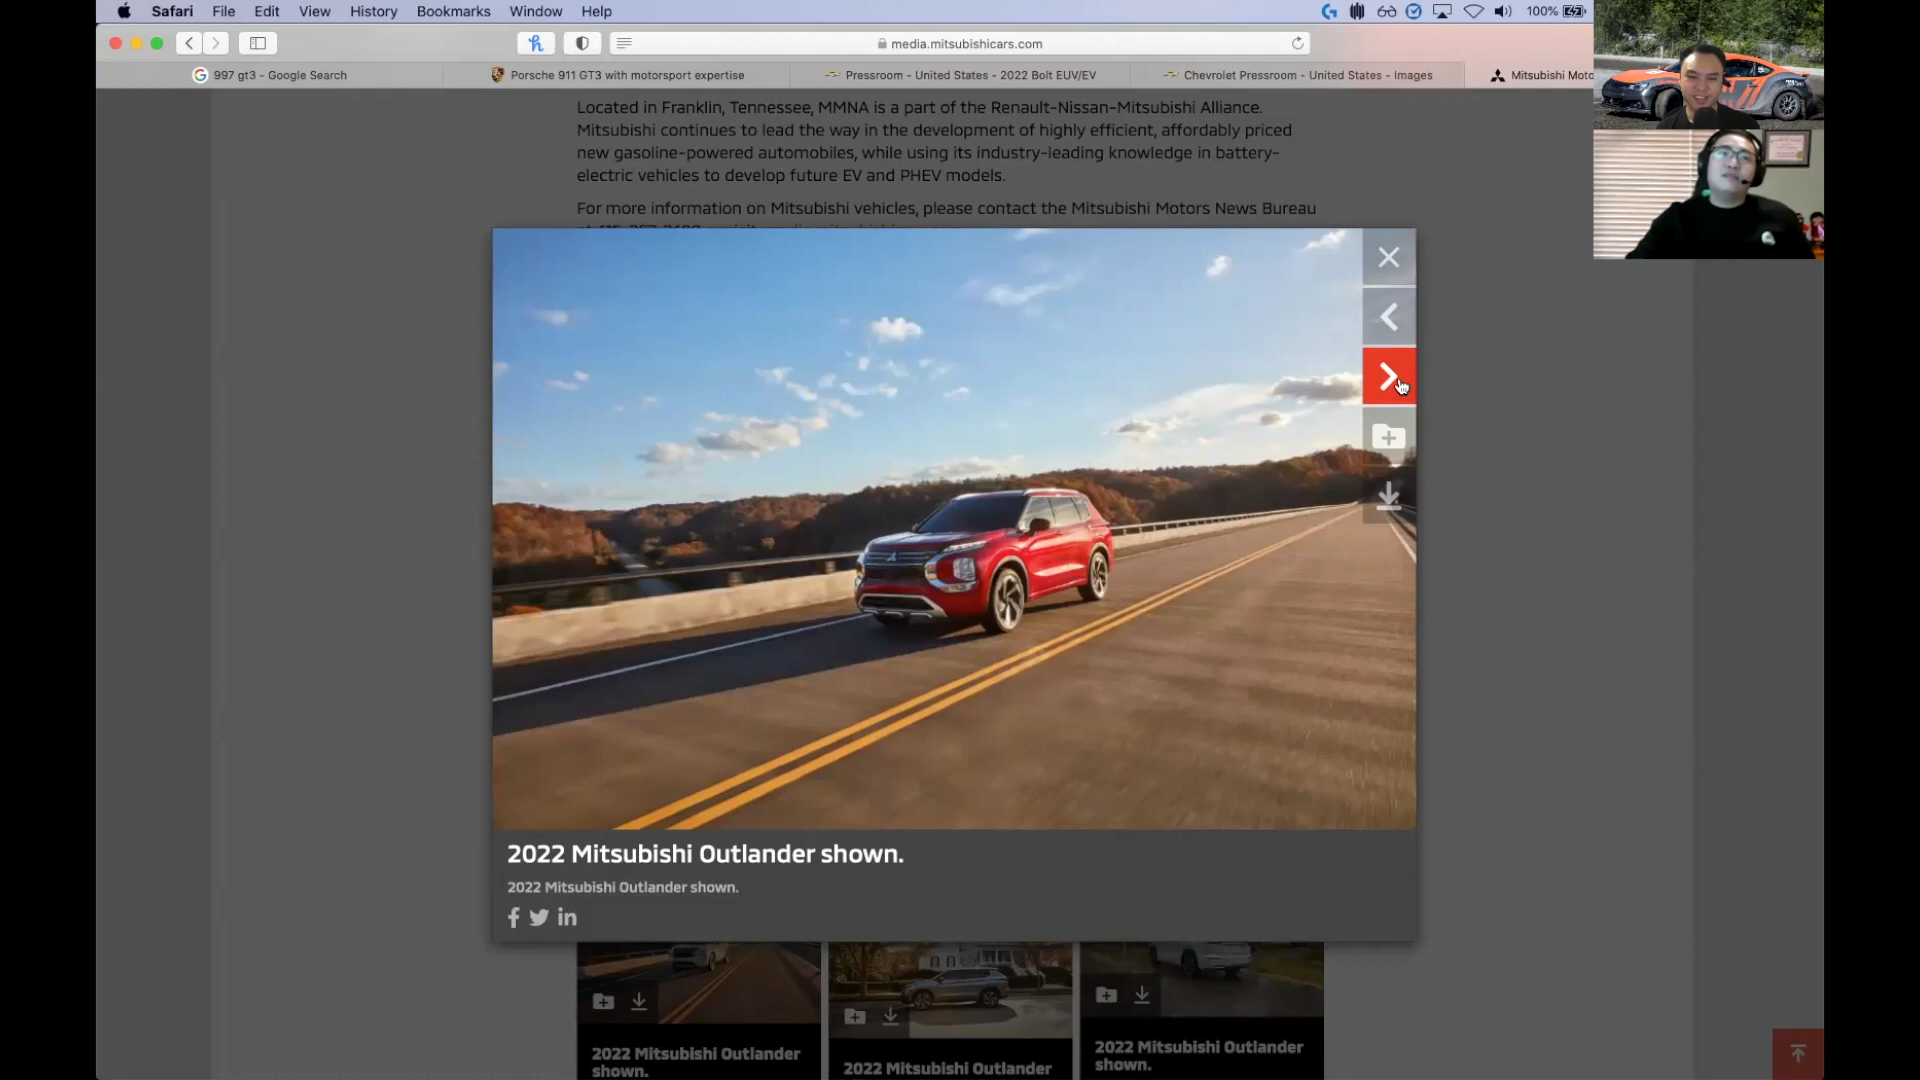 Safari File Edit View History Bookmarks Window Help 100%
media.mitsubishicars.com
997 gt3 - Google Search
Porsche 911 GT3 with motorsport expertise
Pressroom - United States - 2022 Bolt EUV/EV
Chevrolet Pressroom - United States - Images
Mitsubishi Moto
Located in Franklin, Tennessee, MMNA is a part of the Renault-Nissan-Mitsubishi Alliance.
Mitsubishi continues to lead the way in the development of highly efficient, affordably priced
new gasoline-powered automobiles, while using its industry-leading knowledge in battery-
electric vehicles to develop future EV and PHEV models.
For more information on Mitsubishi vehicles, please contact the Mitsubishi Motors News Bureau
2022 Mitsubishi Outlander shown.
2022 Mitsubishi Outlander shown.
2022 Mitsubishi Outlander
shown.
2022 Mitsubishi Outlander
2022 Mitsubishi Outlander
shown.